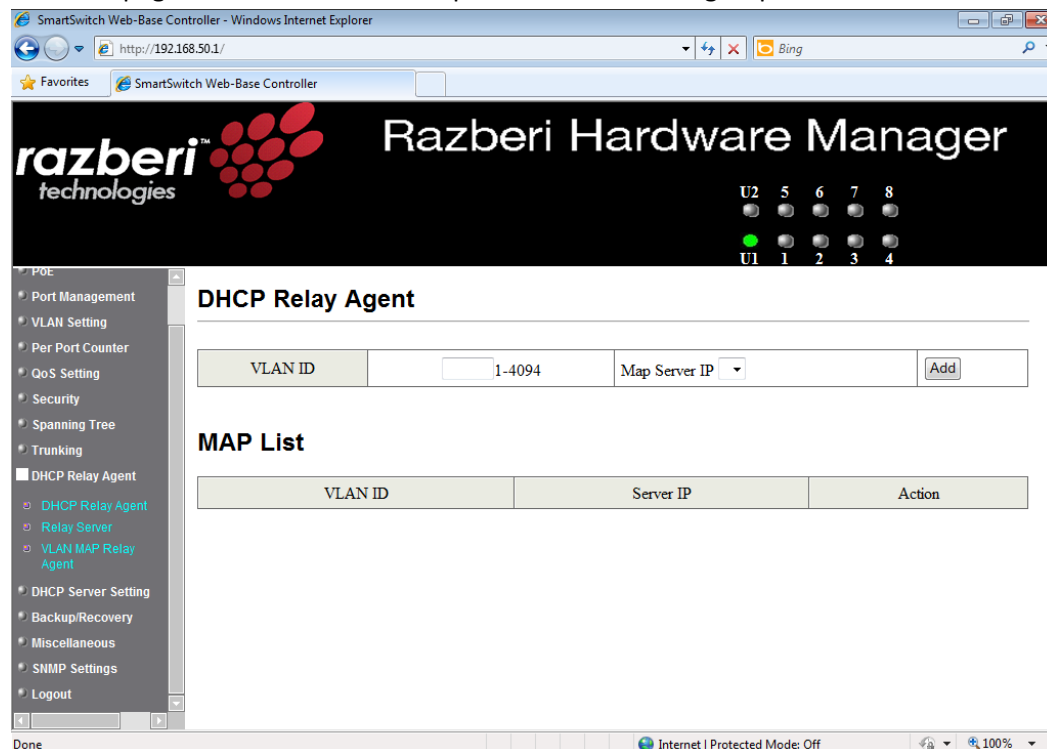 SmartSwitch Web-Base Controller - Windows Internet Explorer
http://192.168.50.1/
Bing
Favorites
SmartSwitch Web-Base Controller
razberi™
technologies
Razberi Hardware Manager
U2 5 6 7 8
U1 1 2 3 4
PoE
Port Management
VLAN Setting
Per Port Counter
QoS Setting
Security
Spanning Tree
Trunking
DHCP Relay Agent
DHCP Relay Agent
Relay Server
VLAN MAP Relay
Agent
DHCP Server Setting
Backup/Recovery
Miscellaneous
SNMP Settings
Logout
DHCP Relay Agent
VLAN ID 1-4094 Map Server IP Add
MAP List
VLAN ID Server IP Action
Done
Internet | Protected Mode: Off
100%